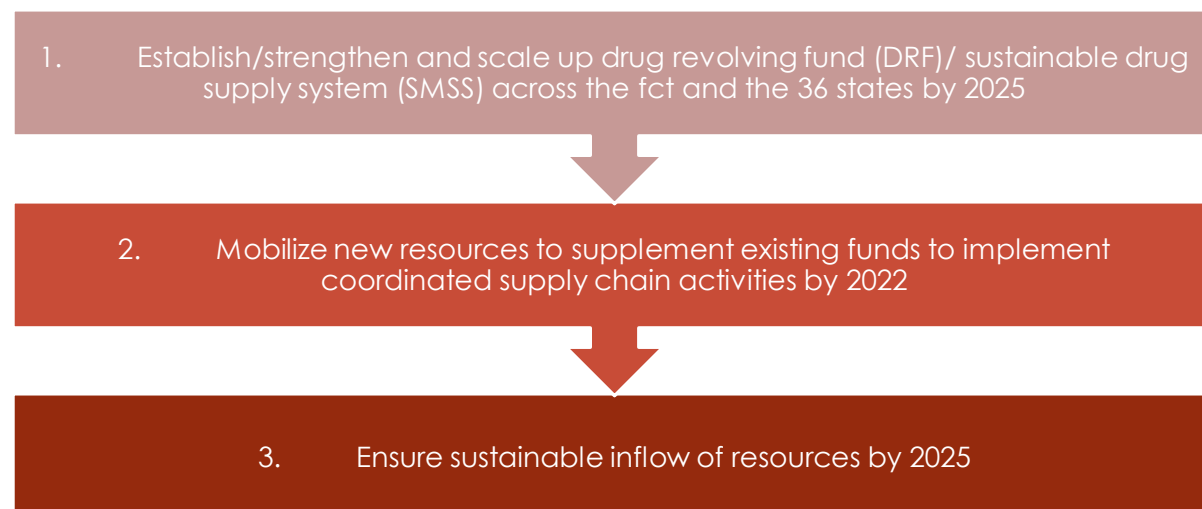 1. Establish/strengthen and scale up drug revolving fund (DRF)/ sustainable drug
supply system (SMSS) across the fct and the 36 states by 2025
2. Mobilize new resources to supplement existing funds to implement
coordinated supply chain activities by 2022
3. Ensure sustainable inflow of resources by 2025